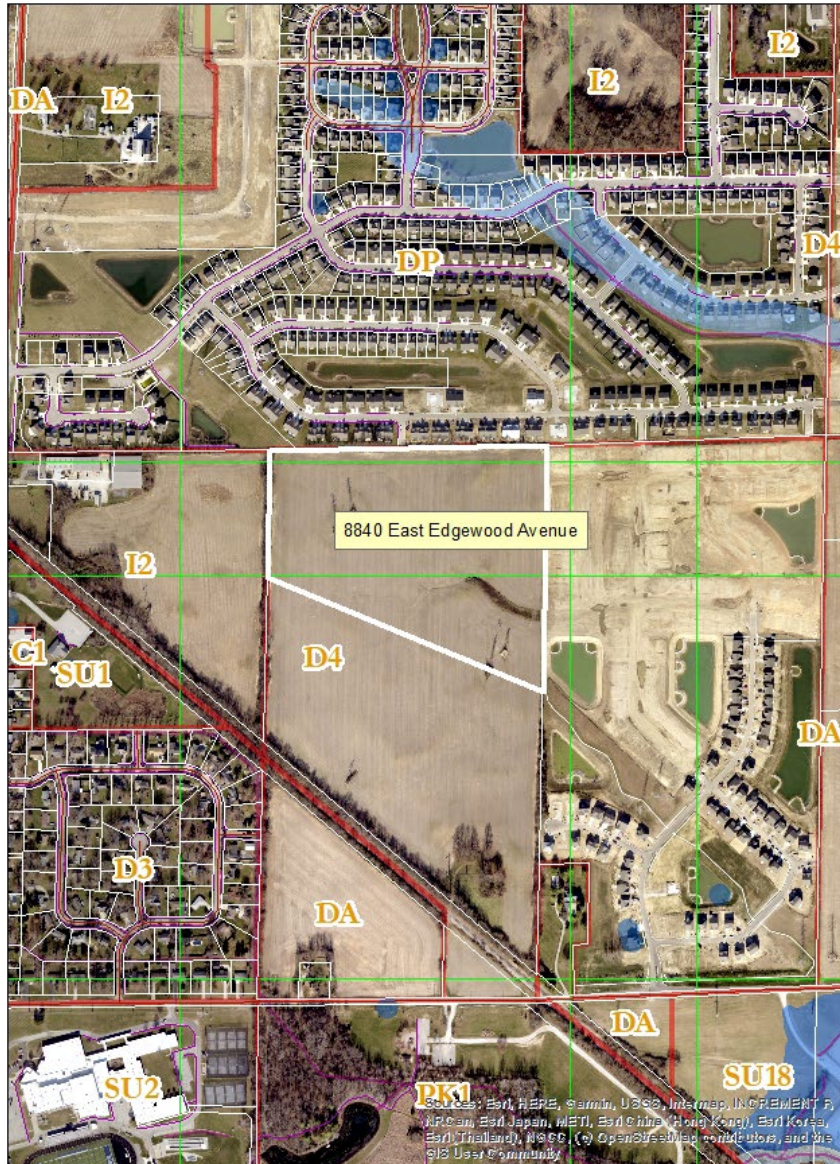 I2
I2
DA
I2
DP
D4
8840 East Edgewood Avenue
I2
D4
C1
SU1
DA
D3
DA
DA
SU2
PK1
SU18
Sources: Esri, HERE, Garmin, USGS, Intermap, INCREMENT P,
NRCan, Esri Japan, METI, Esri China (Hong Kong), Esri Korea,
Esri (Thailand), NGCC, (c) OpenStreetMap contributors, and the
GIS User Community